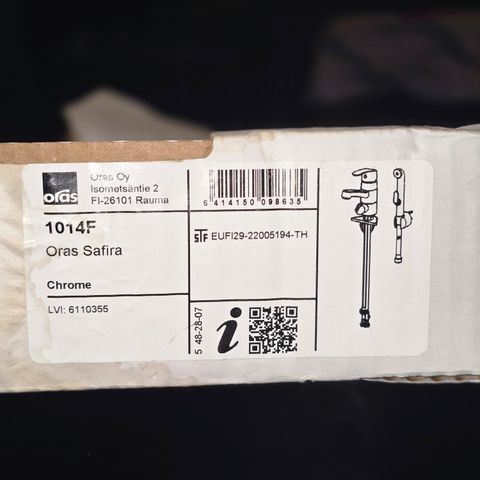 oras
Oras Oy
Isometsäntie 2
FI-26101 Rauma
1014F
Oras Safira
Chrome
LVI: 6110355
6 414150 098635
STF EUFI29-22005194-TH
5 48-28-07
i